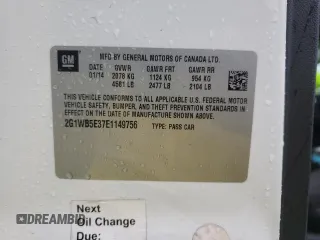 GM
MFD BY GENERAL MOTORS OF CANADA LTD.
DATE GVWR GAWR FRT GAWR RR
01/14 2078 KG 1124 KG 954 KG
4581 LB 2477 LB 2104 LB
THIS VEHICLE CONFORMS TO ALL APPLICABLE U.S. FEDERAL MOTOR
VEHICLE SAFETY, BUMPER, AND THEFT PREVENTION STANDARDS IN
EFFECT ON THE DATE OF MANUFACTURE SHOWN ABOVE.
2G1WB5E37E1149756 TYPE: PASS CAR
Next
Oil Change
Due:
DREAMBID